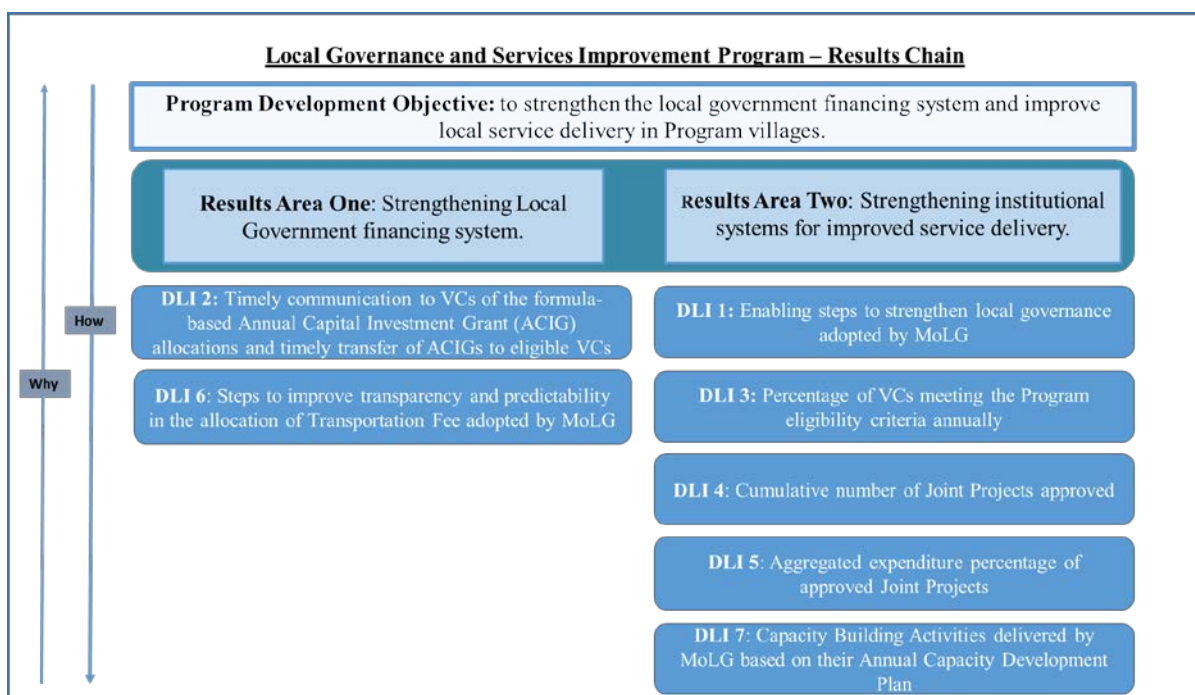 Local Governance and Services Improvement Program – Results Chain
Program Development Objective: to strengthen the local government financing system and improve
local service delivery in Program villages.
Results Area One: Strengthening Local
Government financing system.
Results Area Two: Strengthening institutional
systems for improved service delivery.
How
Why
DLI 2: Timely communication to VCs of the formula-
based Annual Capital Investment Grant (ACIG)
allocations and timely transfer of ACIGs to eligible VCs
DLI 6: Steps to improve transparency and predictability
in the allocation of Transportation Fee adopted by MoLG
DLI 1: Enabling steps to strengthen local governance
adopted by MoLG
DLI 3: Percentage of VCs meeting the Program
eligibility criteria annually
DLI 4: Cumulative number of Joint Projects approved
DLI 5: Aggregated expenditure percentage of
approved Joint Projects
DLI 7: Capacity Building Activities delivered by
MoLG based on their Annual Capacity Development
Plan